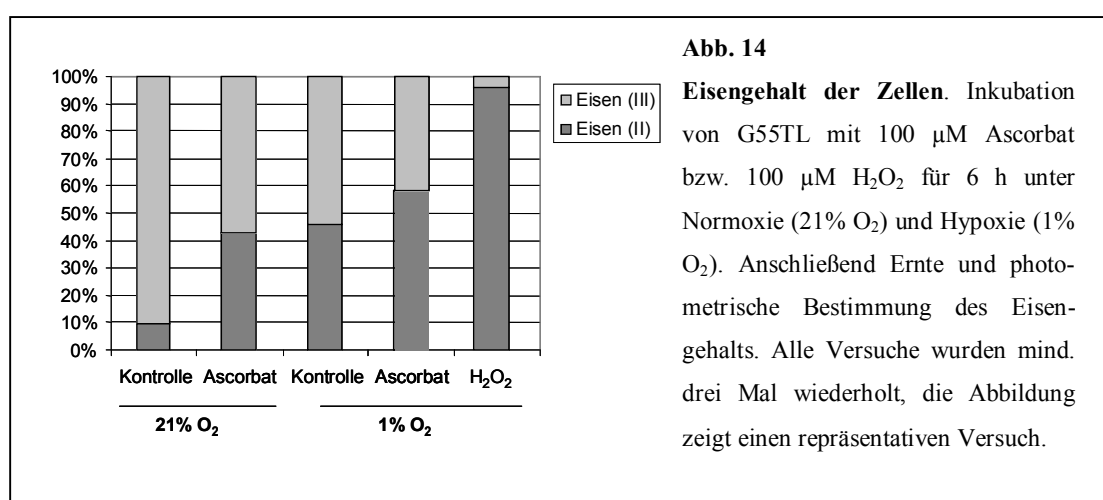 100%
90%
80%
70%
60%
50%
40%
30%
20%
10%
0%
Kontrolle Ascorbat Kontrolle Ascorbat H₂O₂
21% O₂ 1% O₂
Eisen (III)
Eisen (II)
Abb. 14
Eisengehalt der Zellen. Inkubation
von G55TL mit 100 µM Ascorbat
bzw. 100 µM H₂O₂ für 6 h unter
Normoxie (21% O₂) und Hypoxie (1%
O₂). Anschließend Ernte und photo-
metrische Bestimmung des Eisen-
gehalts. Alle Versuche wurden mind.
drei Mal wiederholt, die Abbildung
zeigt einen repräsentativen Versuch.